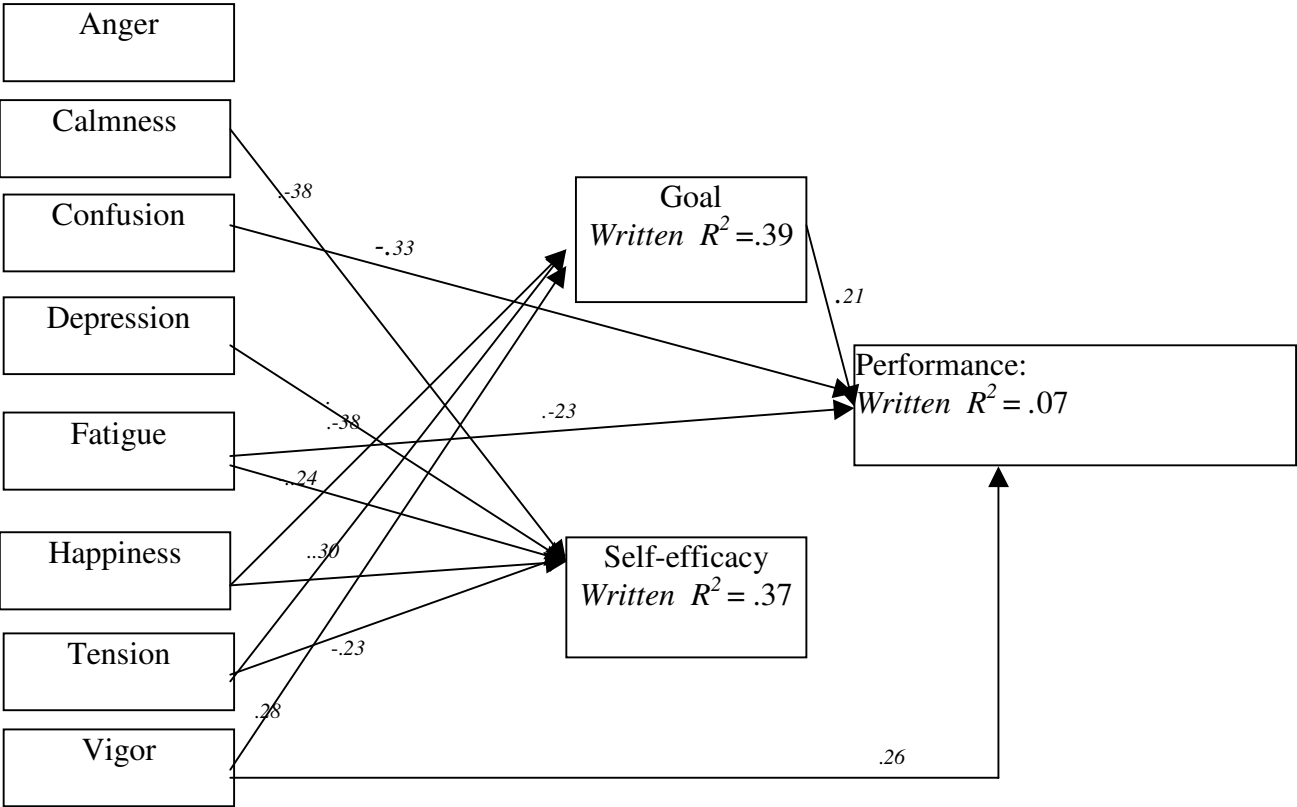 Anger
Calmness
.-38
Confusion
Goal
Written R² =.39
-.33
Depression
.21
Performance:
Written R² = .07
.
.-38
.-23
Fatigue
..24
Happiness
..30
Self-efficacy
Written R² = .37
Tension
-.23
.28
Vigor
.26